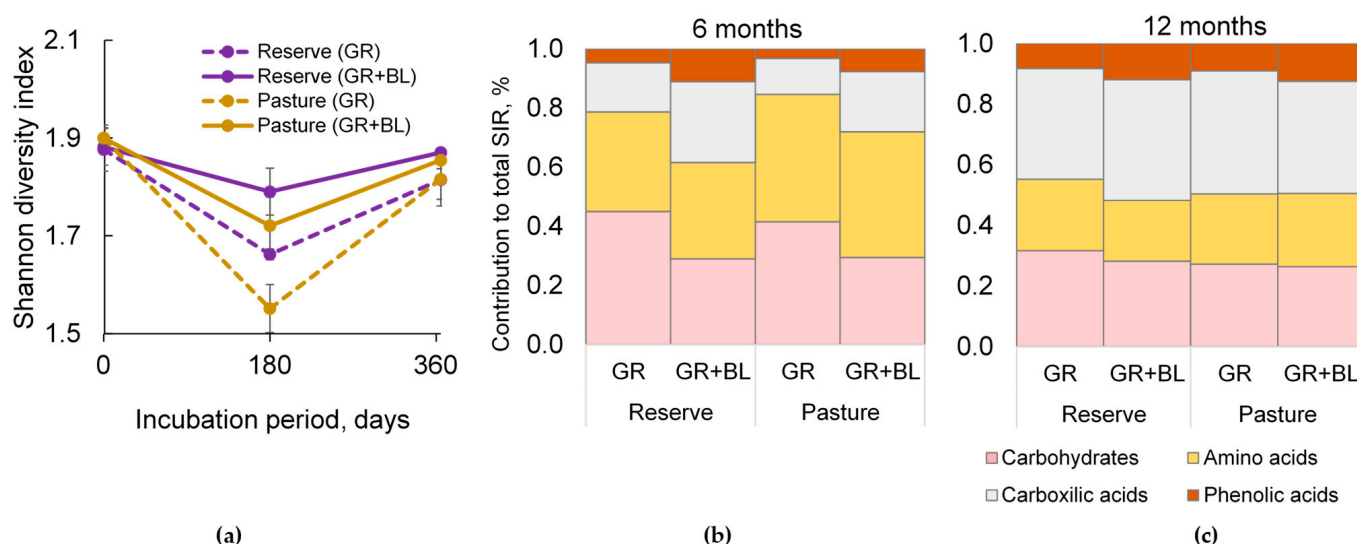 Shannon diversity index
2.1
1.9
1.7
1.5
0
180
360
Incubation period, days
Reserve (GR)
Reserve (GR+BL)
Pasture (GR)
Pasture (GR+BL)
(a)
6 months
Contribution to total SIR, %
1.0
0.8
0.6
0.4
0.2
0.0
GR
GR+BL
GR
GR+BL
Reserve
Pasture
(b)
12 months
1.0
0.8
0.6
0.4
0.2
0.0
GR
GR+BL
GR
GR+BL
Reserve
Pasture
Carbohydrates
Amino acids
Carboxilic acids
Phenolic acids
(c)